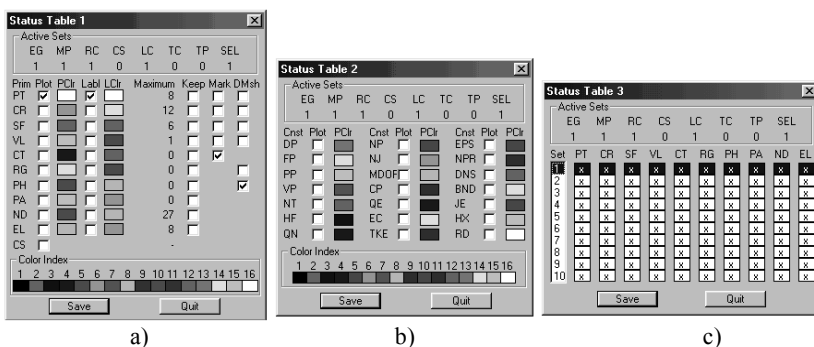 Status Table 1
Active Sets
EG MP RC CS LC TC TP SEL
1 1 1 0 1 0 0 1
Prim Plot PClr Labl LClr Maximum Keep Mark DMsh
PT 8
CR 12
SF 6
VL 1
CT 0
RG 0
PH 0
PA 0
ND 27
EL 8
CS -
Color Index
1 2 3 4 5 6 7 8 9 10 11 12 13 14 15 16
Save Quit
a)
Status Table 2
Active Sets
EG MP RC CS LC TC TP SEL
1 1 1 0 1 0 0 1
Cnst Plot PClr Cnst Plot PClr Cnst Plot PClr
DP NP EPS
FP NJ NPR
PP MDOF DNS
VP CP BND
NT QE JE
HF EC HX
QN TKE RD
Color Index
1 2 3 4 5 6 7 8 9 10 11 12 13 14 15 16
Save Quit
b)
Status Table 3
Active Sets
EG MP RC CS LC TC TP SEL
1 1 1 0 1 0 0 1
Set PT CR SF VL CT RG PH PA ND EL
1 x x x x x x x x x x
2 x x x x x x x x x x
3 x x x x x x x x x x
4 x x x x x x x x x x
5 x x x x x x x x x x
6 x x x x x x x x x x
7 x x x x x x x x x x
8 x x x x x x x x x x
9 x x x x x x x x x x
10 x x x x x x x x x x
Save Quit
c)